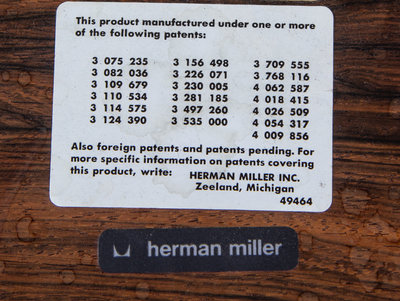 This product manufactured under one or more
of the following patents:
3 075 235 3 156 498 3 709 555
3 082 036 3 226 071 3 768 116
3 109 679 3 230 005 4 062 587
3 110 534 3 281 185 4 018 415
3 114 575 3 497 260 4 026 509
3 124 390 3 535 000 4 054 317
4 009 856
Also foreign patents and patents pending. For
more specific information on patents covering
this product, write: HERMAN MILLER INC.
Zeeland, Michigan
49464
herman miller